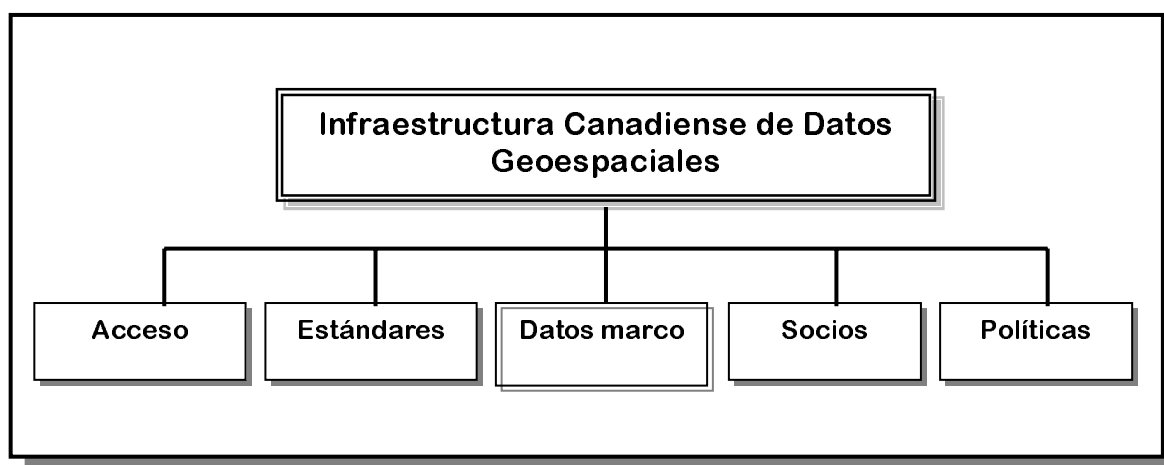 Infraestructura Canadiense de Datos
Geoespaciales
Acceso
Estándares
Datos marco
Socios
Políticas